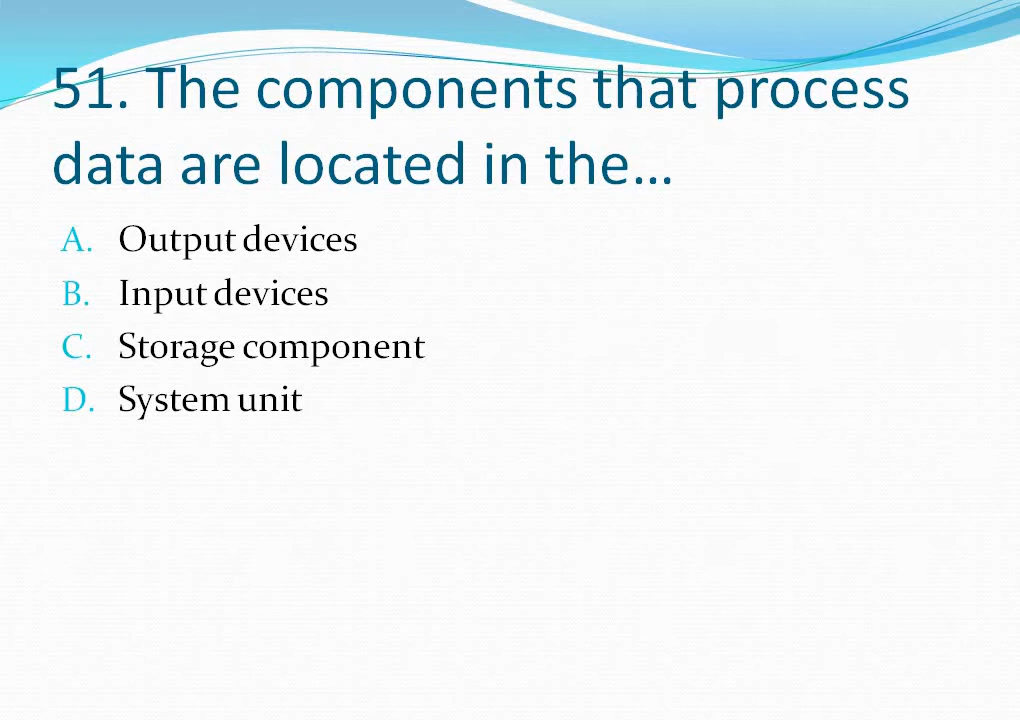 51. The components that process
data are located in the…
A. Output devices
B. Input devices
C. Storage component
D. System unit